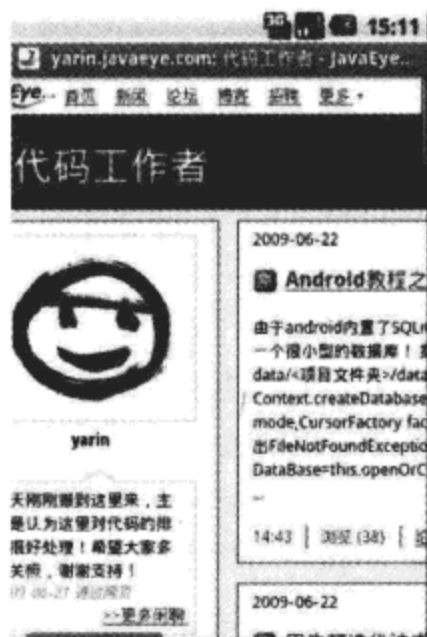 15:11
yarin.javaeye.com: 代码工作者 - JavaEye...
Eye 首页 新闻 论坛 博客 招聘 更多
代码工作者
yarin
天刚刚搬到这里来，主
是认为这里对代码的排
很好处理！希望大家多
关照，谢谢支持！
>>更多闲聊
2009-06-22
Android教程之
由于android内置了SQLi
一个很小型的数据库！
data/<项目文件夹>/data
Context.createDatabase
mode,CursorFactory fac
出FileNotFoundException
DataBase=this.openOrC
...
14:43 | 浏览 (38) |
2009-06-22